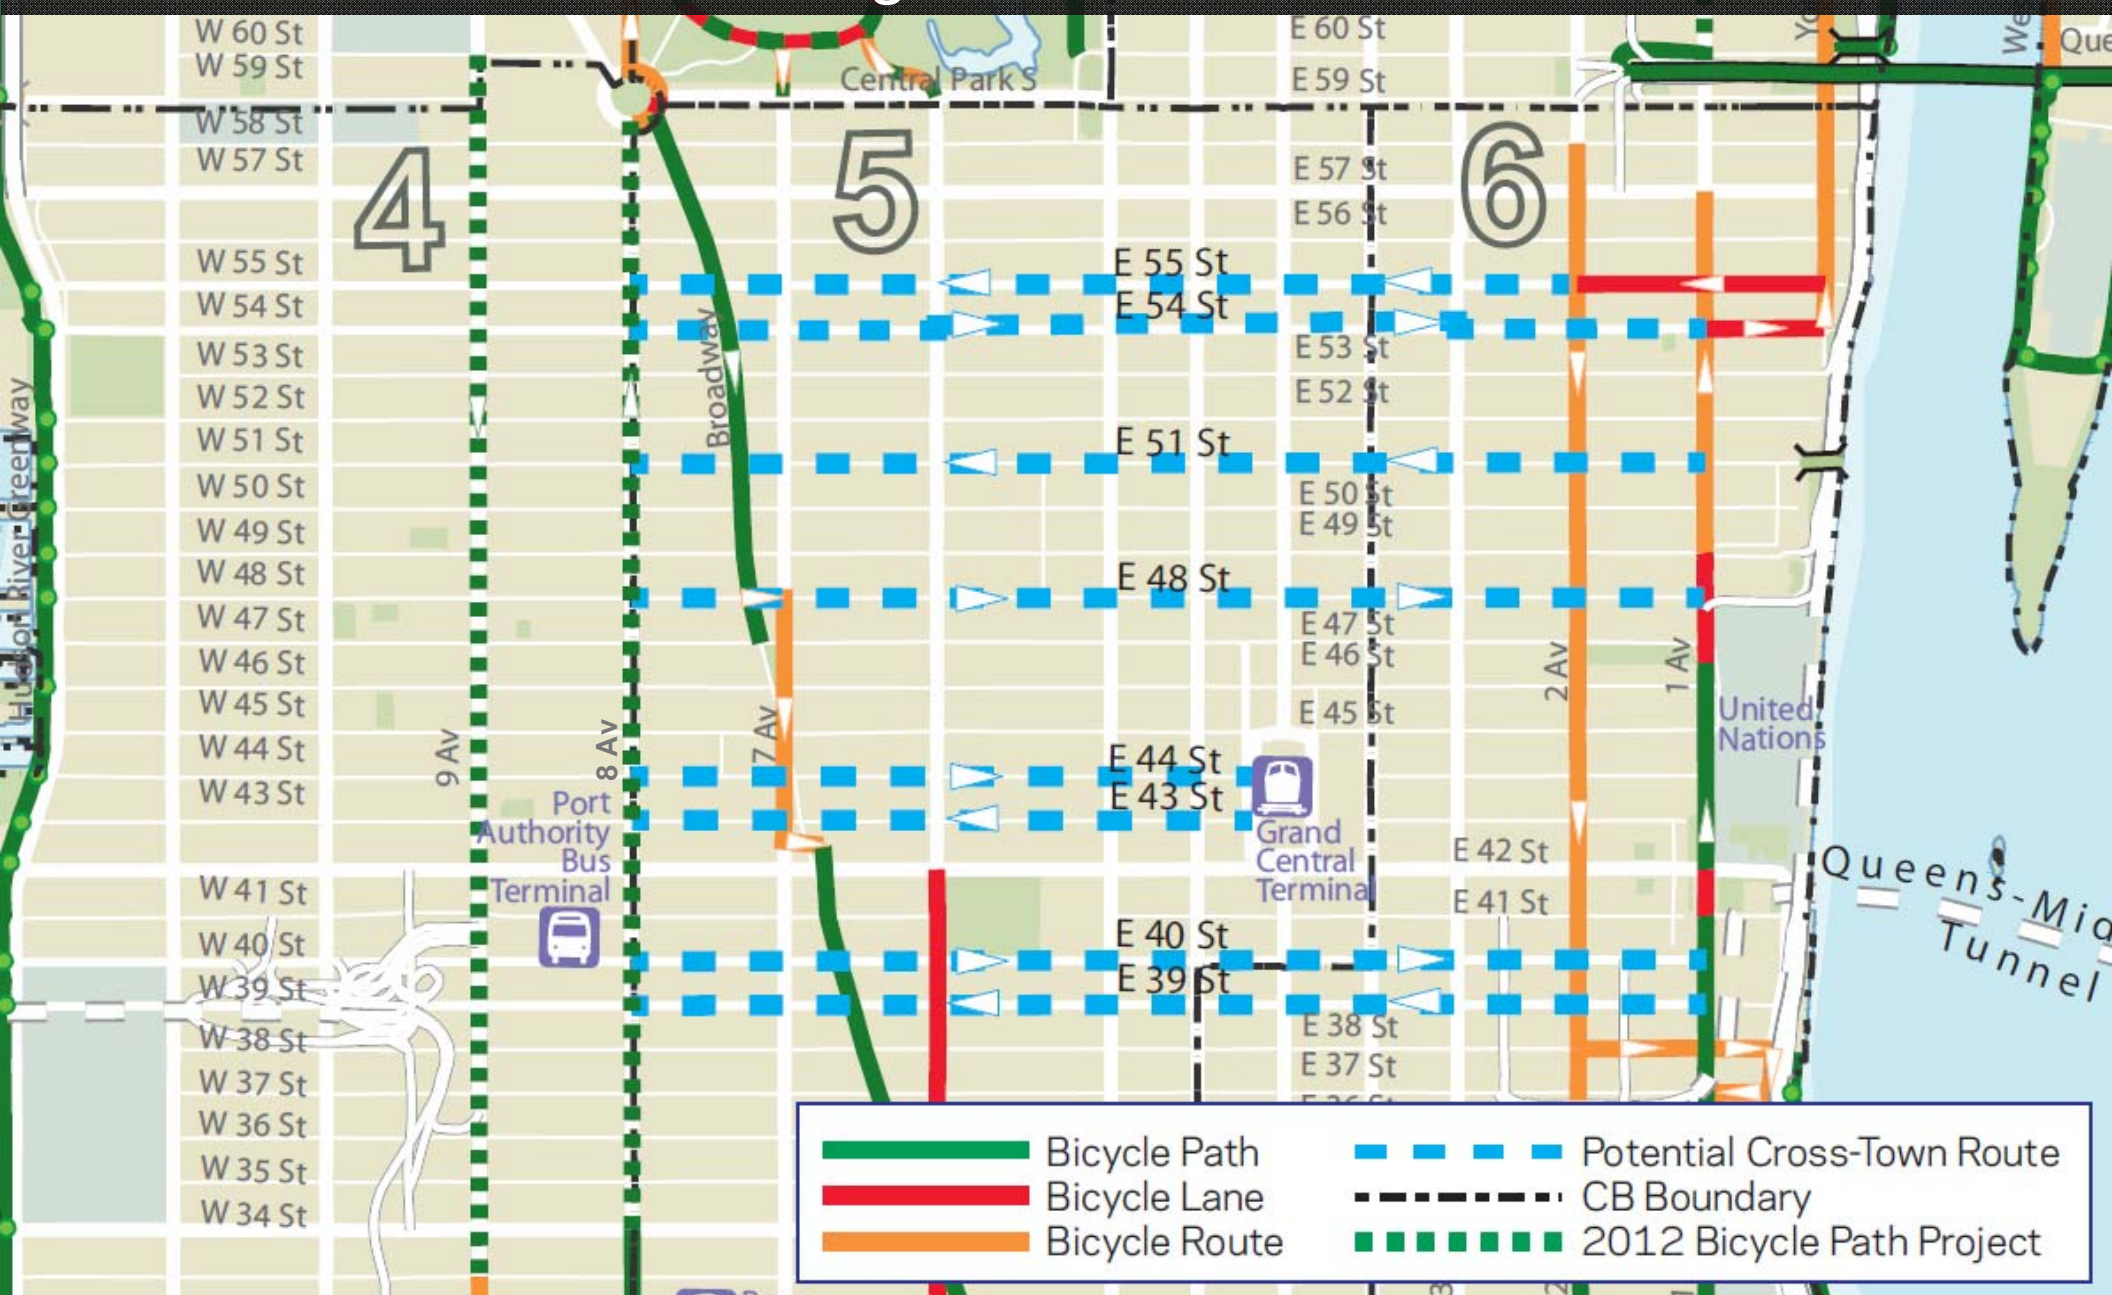 W 60 St
W 59 St
W 58 St
W 57 St
W 55 St
W 54 St
W 53 St
W 52 St
W 51 St
W 50 St
W 49 St
W 48 St
W 47 St
W 46 St
W 45 St
W 44 St
W 43 St
W 41 St
W 40 St
W 39 St
W 38 St
W 37 St
W 36 St
W 35 St
W 34 St
Hudson River Greenway
4
5
6
Central Park S
Broadway
9 Av
8 Av
7 Av
2 Av
1 Av
Port
Authority
Bus
Terminal
E 60 St
E 59 St
E 57 St
E 56 St
E 55 St
E 54 St
E 53 St
E 52 St
E 51 St
E 50 St
E 49 St
E 48 St
E 47 St
E 46 St
E 45 St
E 44 St
E 43 St
Grand
Central
Terminal
E 42 St
E 41 St
E 40 St
E 39 St
E 38 St
E 37 St
United
Nations
Queens-Mid
Tunnel
Yo
We
Que
Bicycle Path
Bicycle Lane
Bicycle Route
Potential Cross-Town Route
CB Boundary
2012 Bicycle Path Project